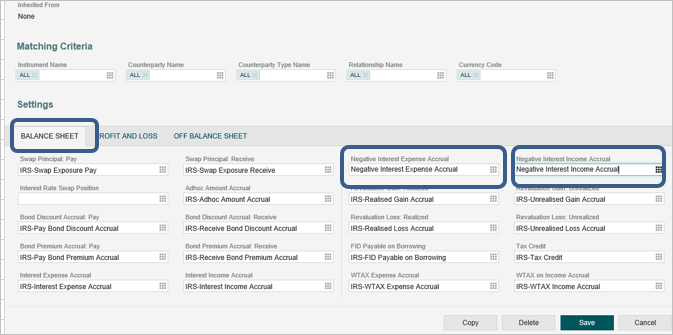 Inherited From
None
Matching Criteria
Instrument Name Counterparty Name Counterparty Type Name Relationship Name Currency Code
ALL ALL ALL ALL ALL
Settings
BALANCE SHEET ROFIT AND LOSS OFF BALANCE SHEET
Swap Principal: Pay Swap Principal: Receive Negative Interest Expense Accrual Negative Interest Income Accrual
IRS-Swap Exposure Pay IRS-Swap Exposure Receive Negative Interest Expense Accrual Negative Interest Income Accrual
Interest Rate Swap Position Adhoc Amount Accrual Revaluation Gain: Realized Revaluation Gain: Unrealized
IRS-Adhoc Amount Accrual IRS-Realised Gain Accrual IRS-Unrealised Gain Accrual
Bond Discount Accrual: Pay Bond Discount Accrual: Receive Revaluation Loss: Realized Revaluation Loss: Unrealized
IRS-Pay Bond Discount Accrual IRS-Receive Bond Discount Accrual IRS-Realised Loss Accrual IRS-Unrealised Loss Accrual
Bond Premium Accrual: Pay Bond Premium Accrual: Receive FID Payable on Borrowing Tax Credit
IRS-Pay Bond Premium Accrual IRS-Receive Bond Premium Accrual IRS-FID Payable on Borrowing IRS-Tax Credit
Interest Expense Accrual Interest Income Accrual WTAX Expense Accrual WTAX on Income Accrual
IRS-Interest Expense Accrual IRS-Interest Income Accrual IRS-WTAX Expense Accrual IRS-WTAX Income Accrual
Copy Delete Save Cancel